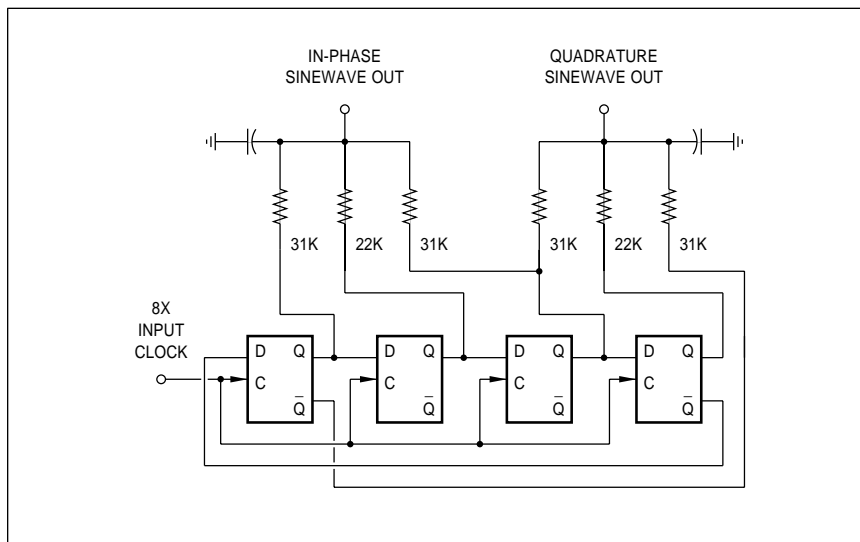 IN-PHASE
SINEWAVE OUT
QUADRATURE
SINEWAVE OUT
31K 22K 31K 31K 22K 31K
8X
INPUT
CLOCK
D Q D Q D Q D Q
C C C C
Q̅ Q̅ Q̅ Q̅